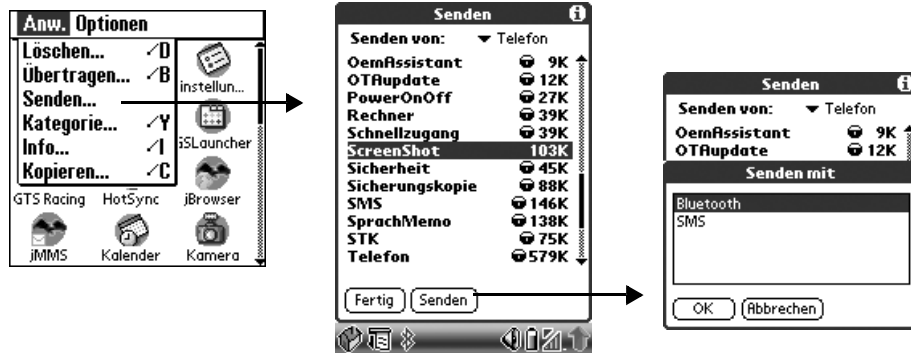 Anw. Optionen
Löschen... ⁄D
Übertragen... ⁄B
Senden... 
Kategorie... ⁄Y
Info... ⁄I
Kopieren... ⁄C
instellun...
GSLauncher
GTS Racing HotSync jBrowser
jMMS Kalender Kamera
Senden
Senden von: Telefon
OemAssistant 9K
OTAupdate 12K
PowerOnOff 27K
Rechner 39K
Schnellzugang 39K
ScreenShot 103K
Sicherheit 45K
Sicherungskopie 88K
SMS 146K
SprachMemo 138K
STK 75K
Telefon 579K
Fertig Senden
Senden
Senden von: Telefon
OemAssistant 9K
OTAupdate 12K
Senden mit
Bluetooth
SMS
OK Abbrechen